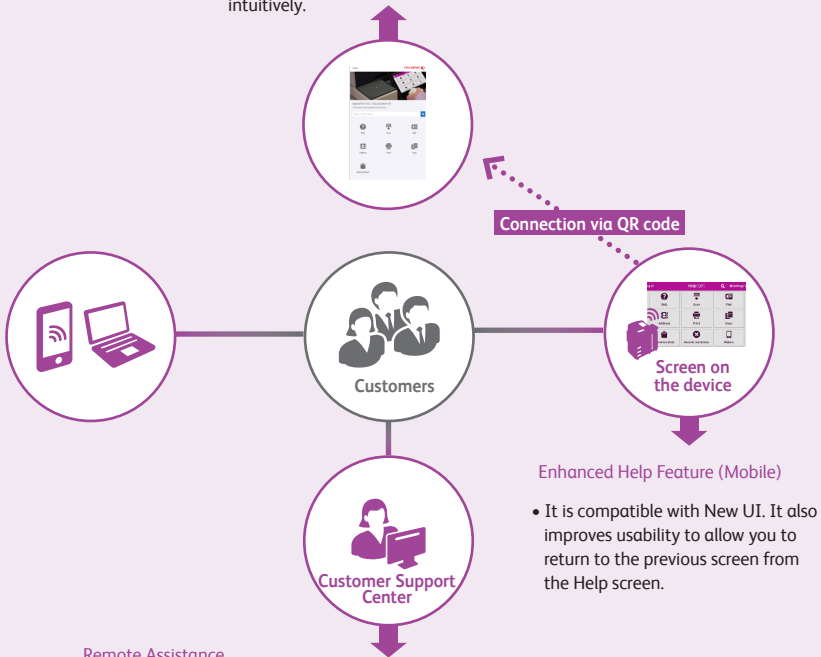 intuitively.
Connection via QR code
Help
Screen on
the device
Customers
Enhanced Help Feature (Mobile)
• It is compatible with New UI. It also
improves usability to allow you to
return to the previous screen from
the Help screen.
Customer Support
Center
Remote Assistance